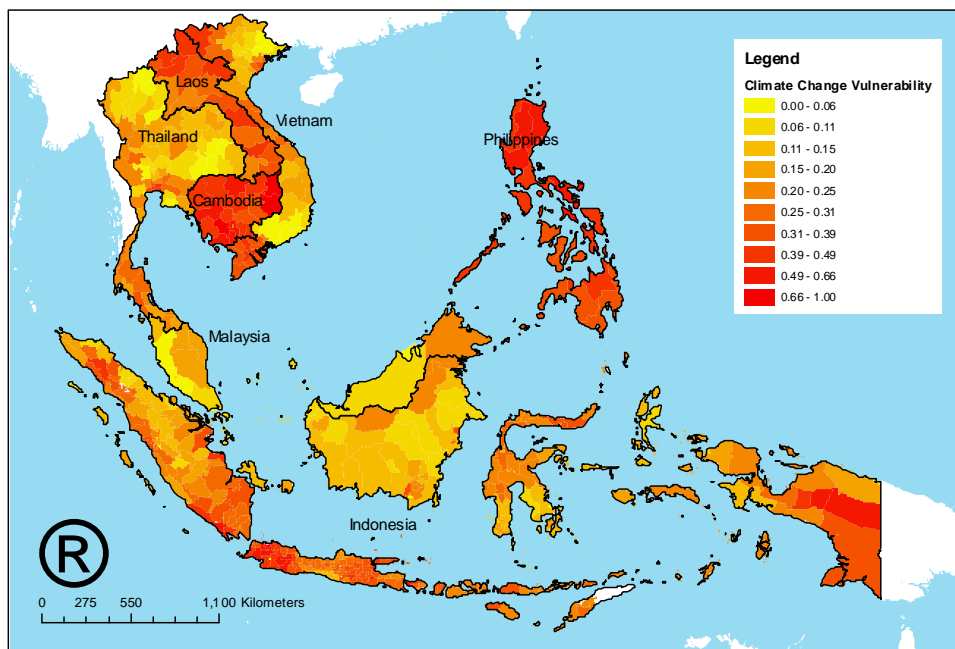 Legend
Climate Change Vulnerability
0.00 - 0.06
0.06 - 0.11
0.11 - 0.15
0.15 - 0.20
0.20 - 0.25
0.25 - 0.31
0.31 - 0.39
0.39 - 0.49
0.49 - 0.66
0.66 - 1.00
Laos
Vietnam
Thailand
Philippines
Cambodia
Malaysia
Indonesia
R
0 275 550 1,100 Kilometers